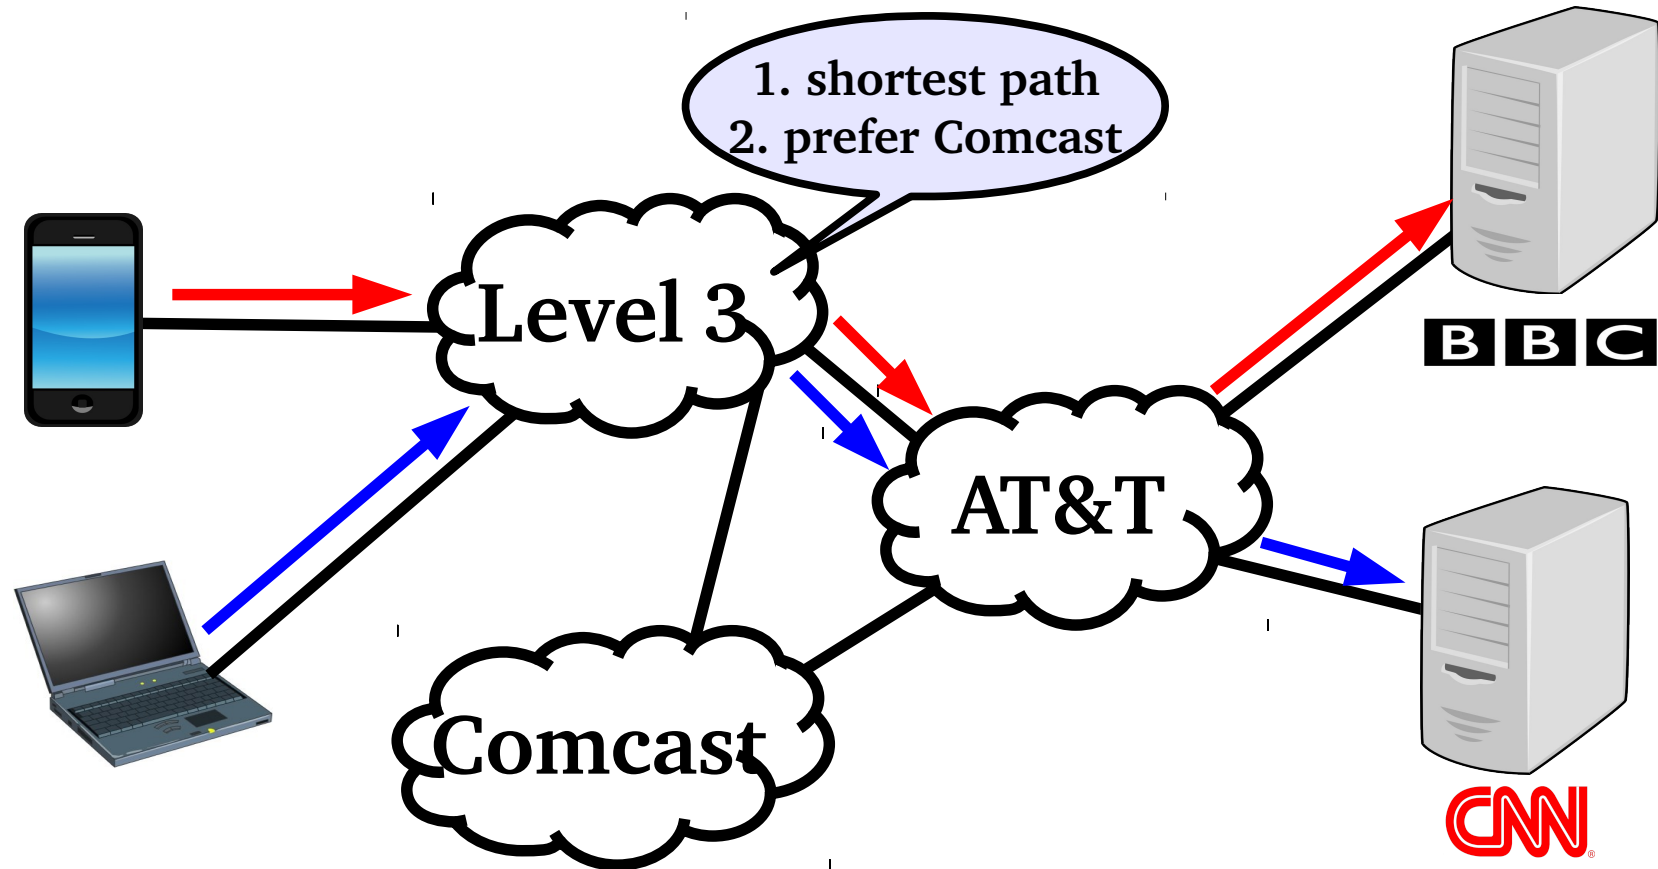 1. shortest path
2. prefer Comcast
Level 3
BBC
AT&T
Comcast
CNN
®